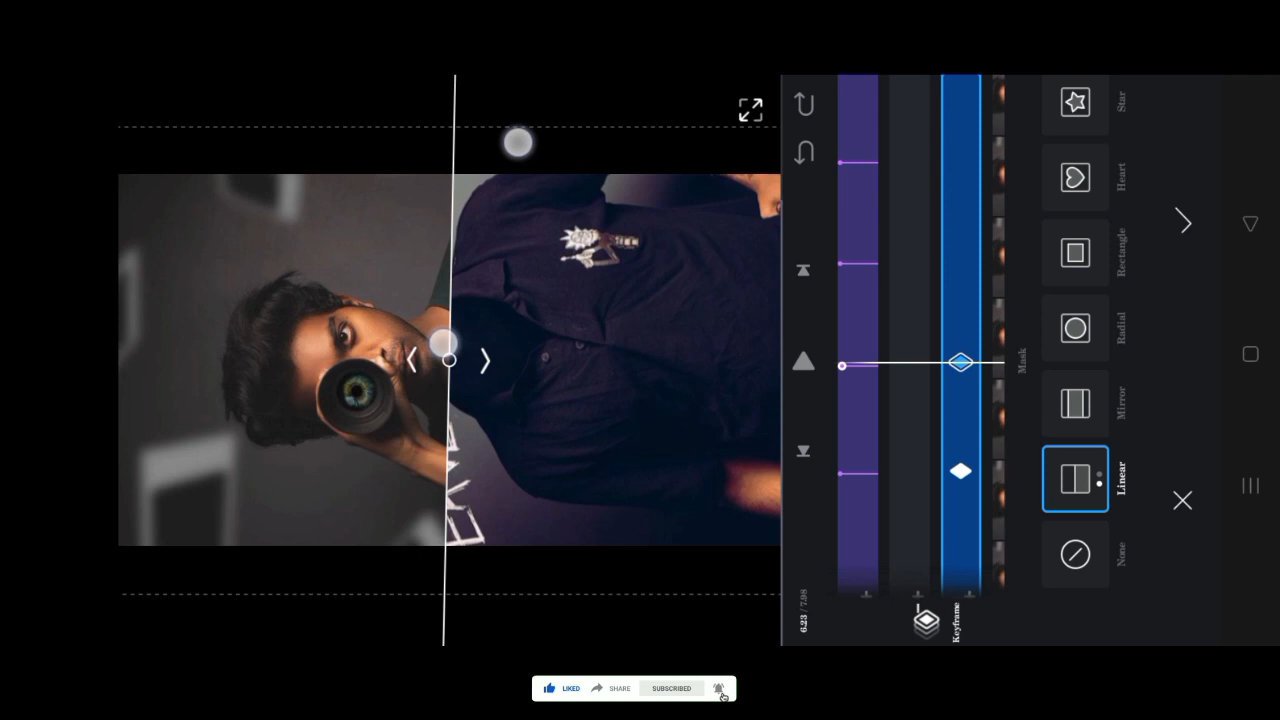 Star
Heart
Rectangle
Radial
Mirror
Linear
None
Mask
6.23 / 7.98
Keyframe
LIKED
SHARE
SUBSCRIBED